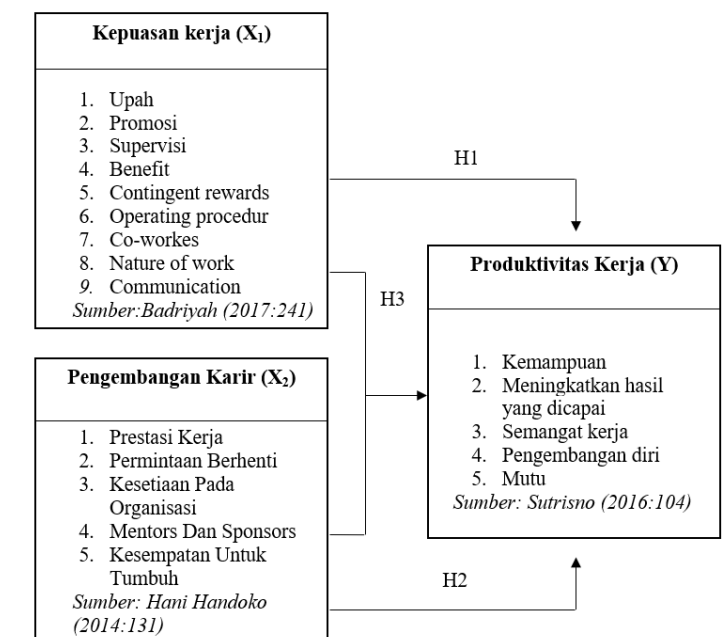 Kepuasan kerja (X₁)
1. Upah
2. Promosi
3. Supervisi
4. Benefit
5. Contingent rewards
6. Operating procedur
7. Co-workes
8. Nature of work
9. Communication
Sumber:Badriyah (2017:241)
H1
H3
Produktivitas Kerja (Y)
1. Kemampuan
2. Meningkatkan hasil
yang dicapai
3. Semangat kerja
4. Pengembangan diri
5. Mutu
Sumber: Sutrisno (2016:104)
Pengembangan Karir (X₂)
1. Prestasi Kerja
2. Permintaan Berhenti
3. Kesetiaan Pada
Organisasi
4. Mentors Dan Sponsors
5. Kesempatan Untuk
Tumbuh
Sumber: Hani Handoko
(2014:131)
H2